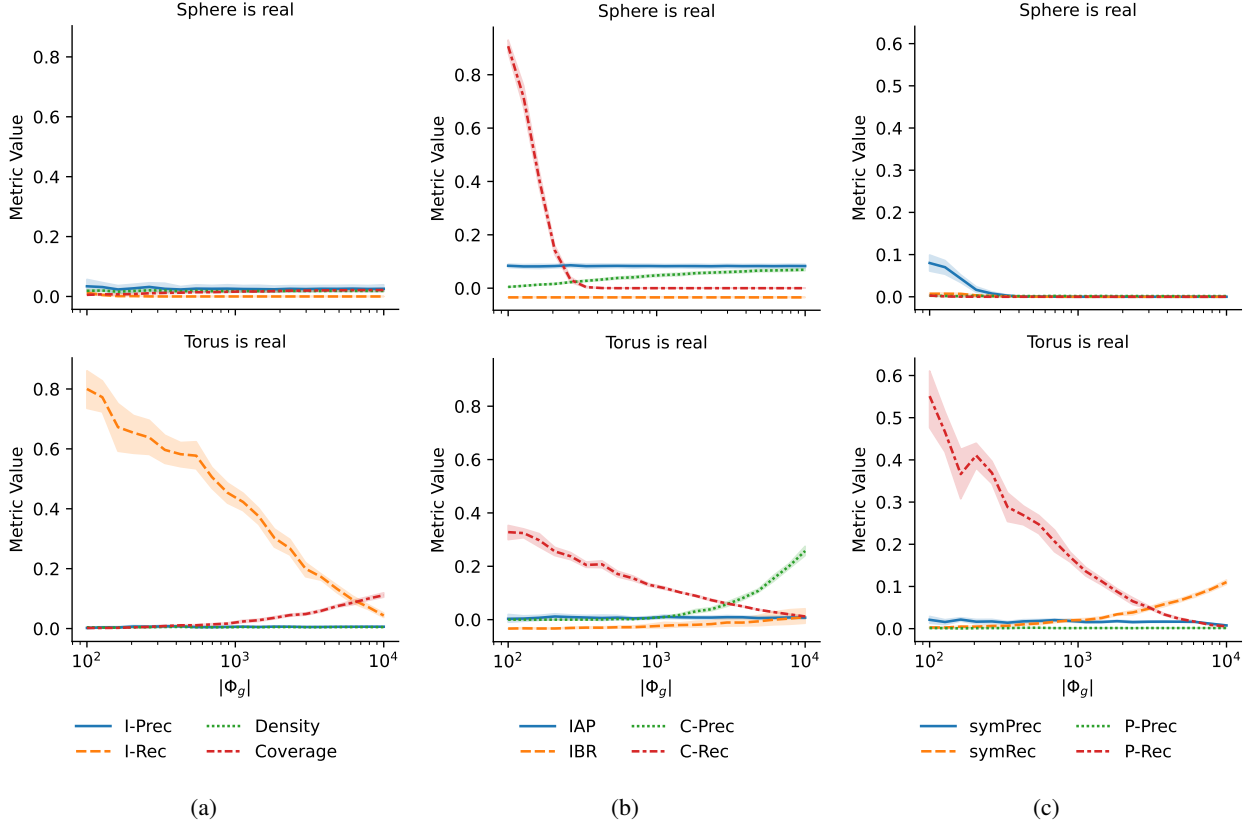 Sphere is real
Metric Value
0.8
0.6
0.4
0.2
0.0
Torus is real
Metric Value
0.8
0.6
0.4
0.2
0.0
10²
10³
10⁴
|Φg|
I-Prec
I-Rec
Density
Coverage
(a)
Sphere is real
Metric Value
0.8
0.6
0.4
0.2
0.0
Torus is real
Metric Value
0.8
0.6
0.4
0.2
0.0
10²
10³
10⁴
|Φg|
IAP
IBR
C-Prec
C-Rec
(b)
Sphere is real
Metric Value
0.6
0.5
0.4
0.3
0.2
0.1
0.0
Torus is real
Metric Value
0.6
0.5
0.4
0.3
0.2
0.1
0.0
10²
10³
10⁴
|Φg|
symPrec
symRec
P-Prec
P-Rec
(c)